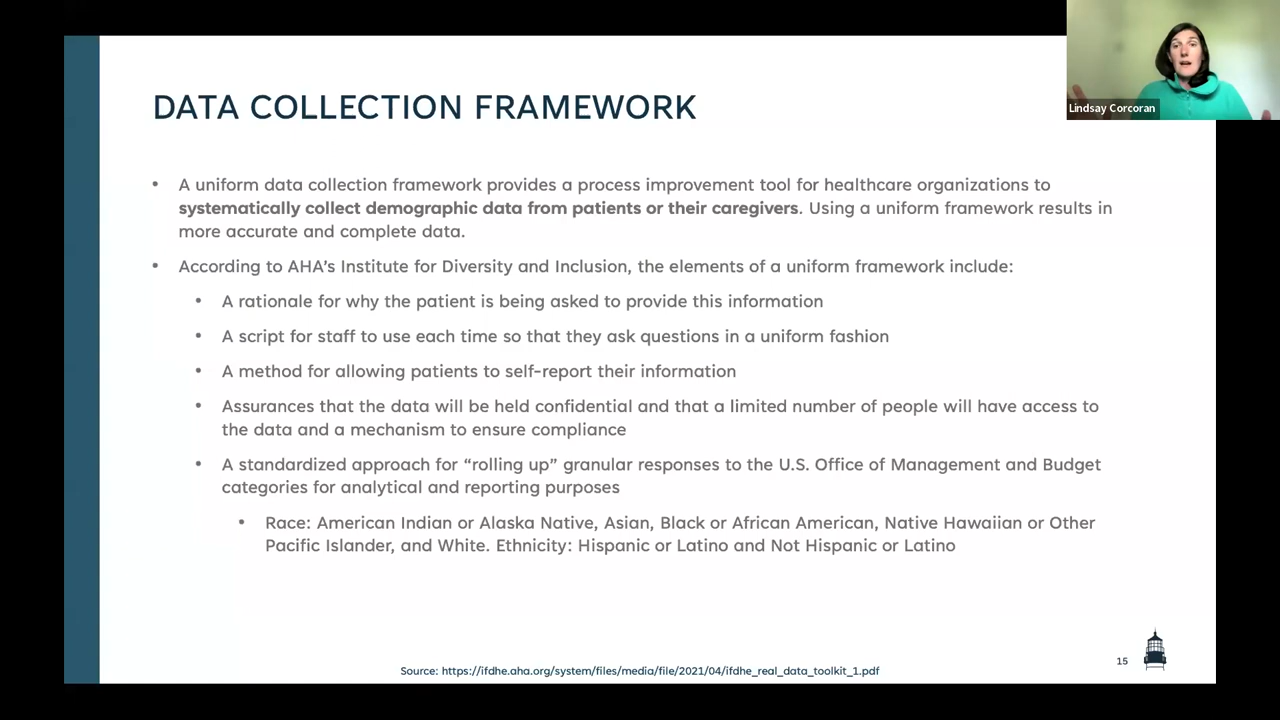 Lindsay Corcoran
DATA COLLECTION FRAMEWORK
• A uniform data collection framework provides a process improvement tool for healthcare organizations to
systematically collect demographic data from patients or their caregivers. Using a uniform framework results in
more accurate and complete data.
• According to AHA’s Institute for Diversity and Inclusion, the elements of a uniform framework include:
• A rationale for why the patient is being asked to provide this information
• A script for staff to use each time so that they ask questions in a uniform fashion
• A method for allowing patients to self-report their information
• Assurances that the data will be held confidential and that a limited number of people will have access to
the data and a mechanism to ensure compliance
• A standardized approach for “rolling up” granular responses to the U.S. Office of Management and Budget
categories for analytical and reporting purposes
• Race: American Indian or Alaska Native, Asian, Black or African American, Native Hawaiian or Other
Pacific Islander, and White. Ethnicity: Hispanic or Latino and Not Hispanic or Latino
15
Source: https://ifdhe.aha.org/system/files/media/file/2021/04/ifdhe_real_data_toolkit_1.pdf